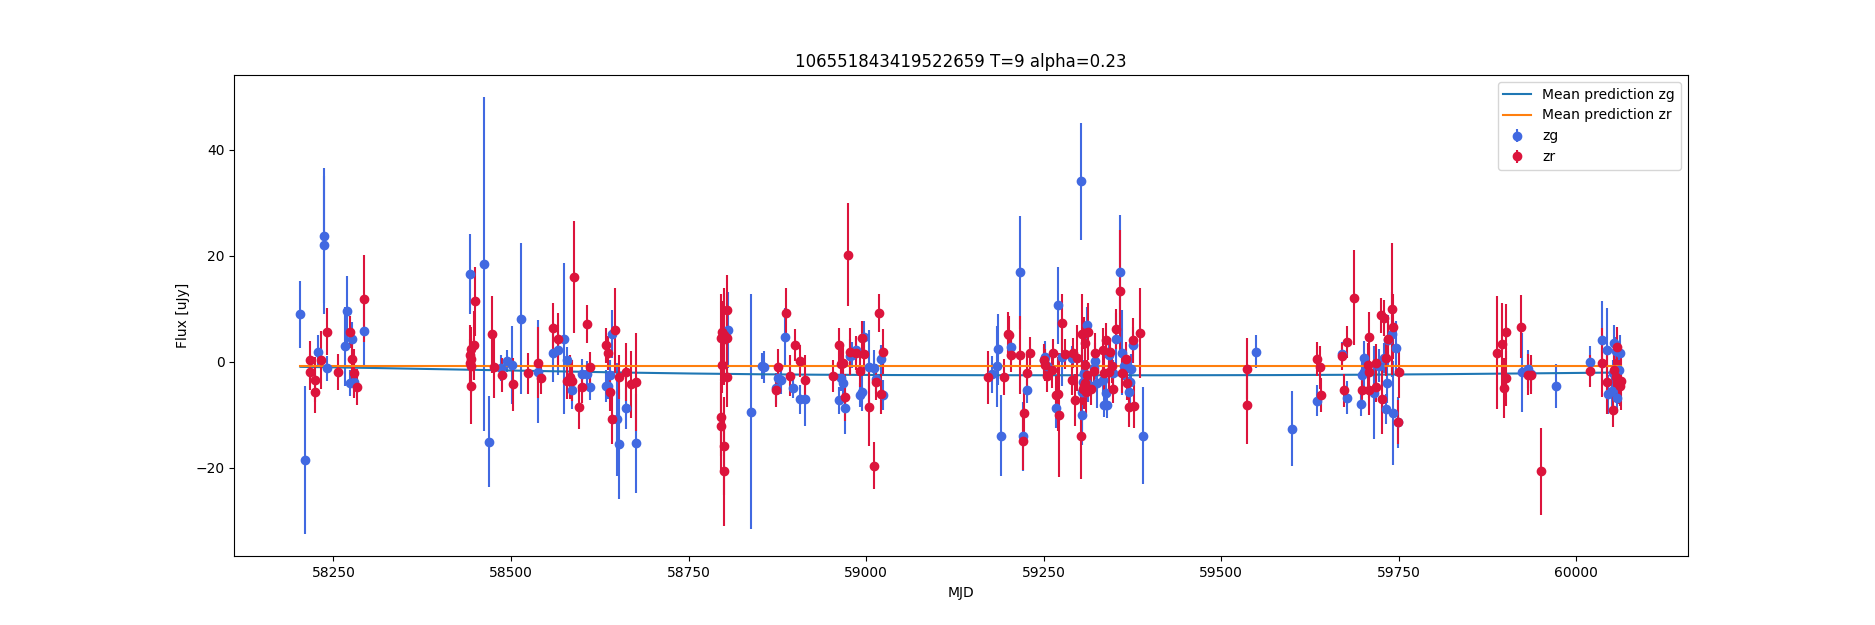 106551843419522659 T=9 alpha=0.23
Mean prediction zg
Mean prediction zr
zg
zr
Flux [uJy]
40
20
0
−20
58250 58500 58750 59000 59250 59500 59750 60000
MJD